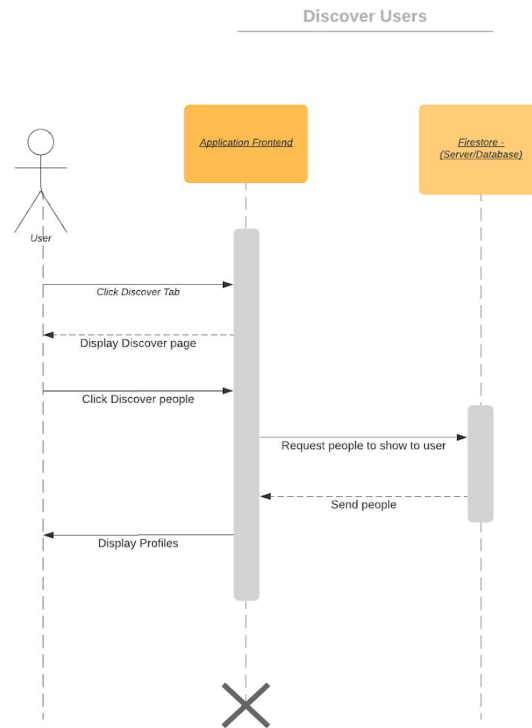 Discover Users
Application Frontend
Firestore -
(Server/Database)
User
Click Discover Tab
Display Discover page
Click Discover people
Request people to show to user
Send people
Display Profiles